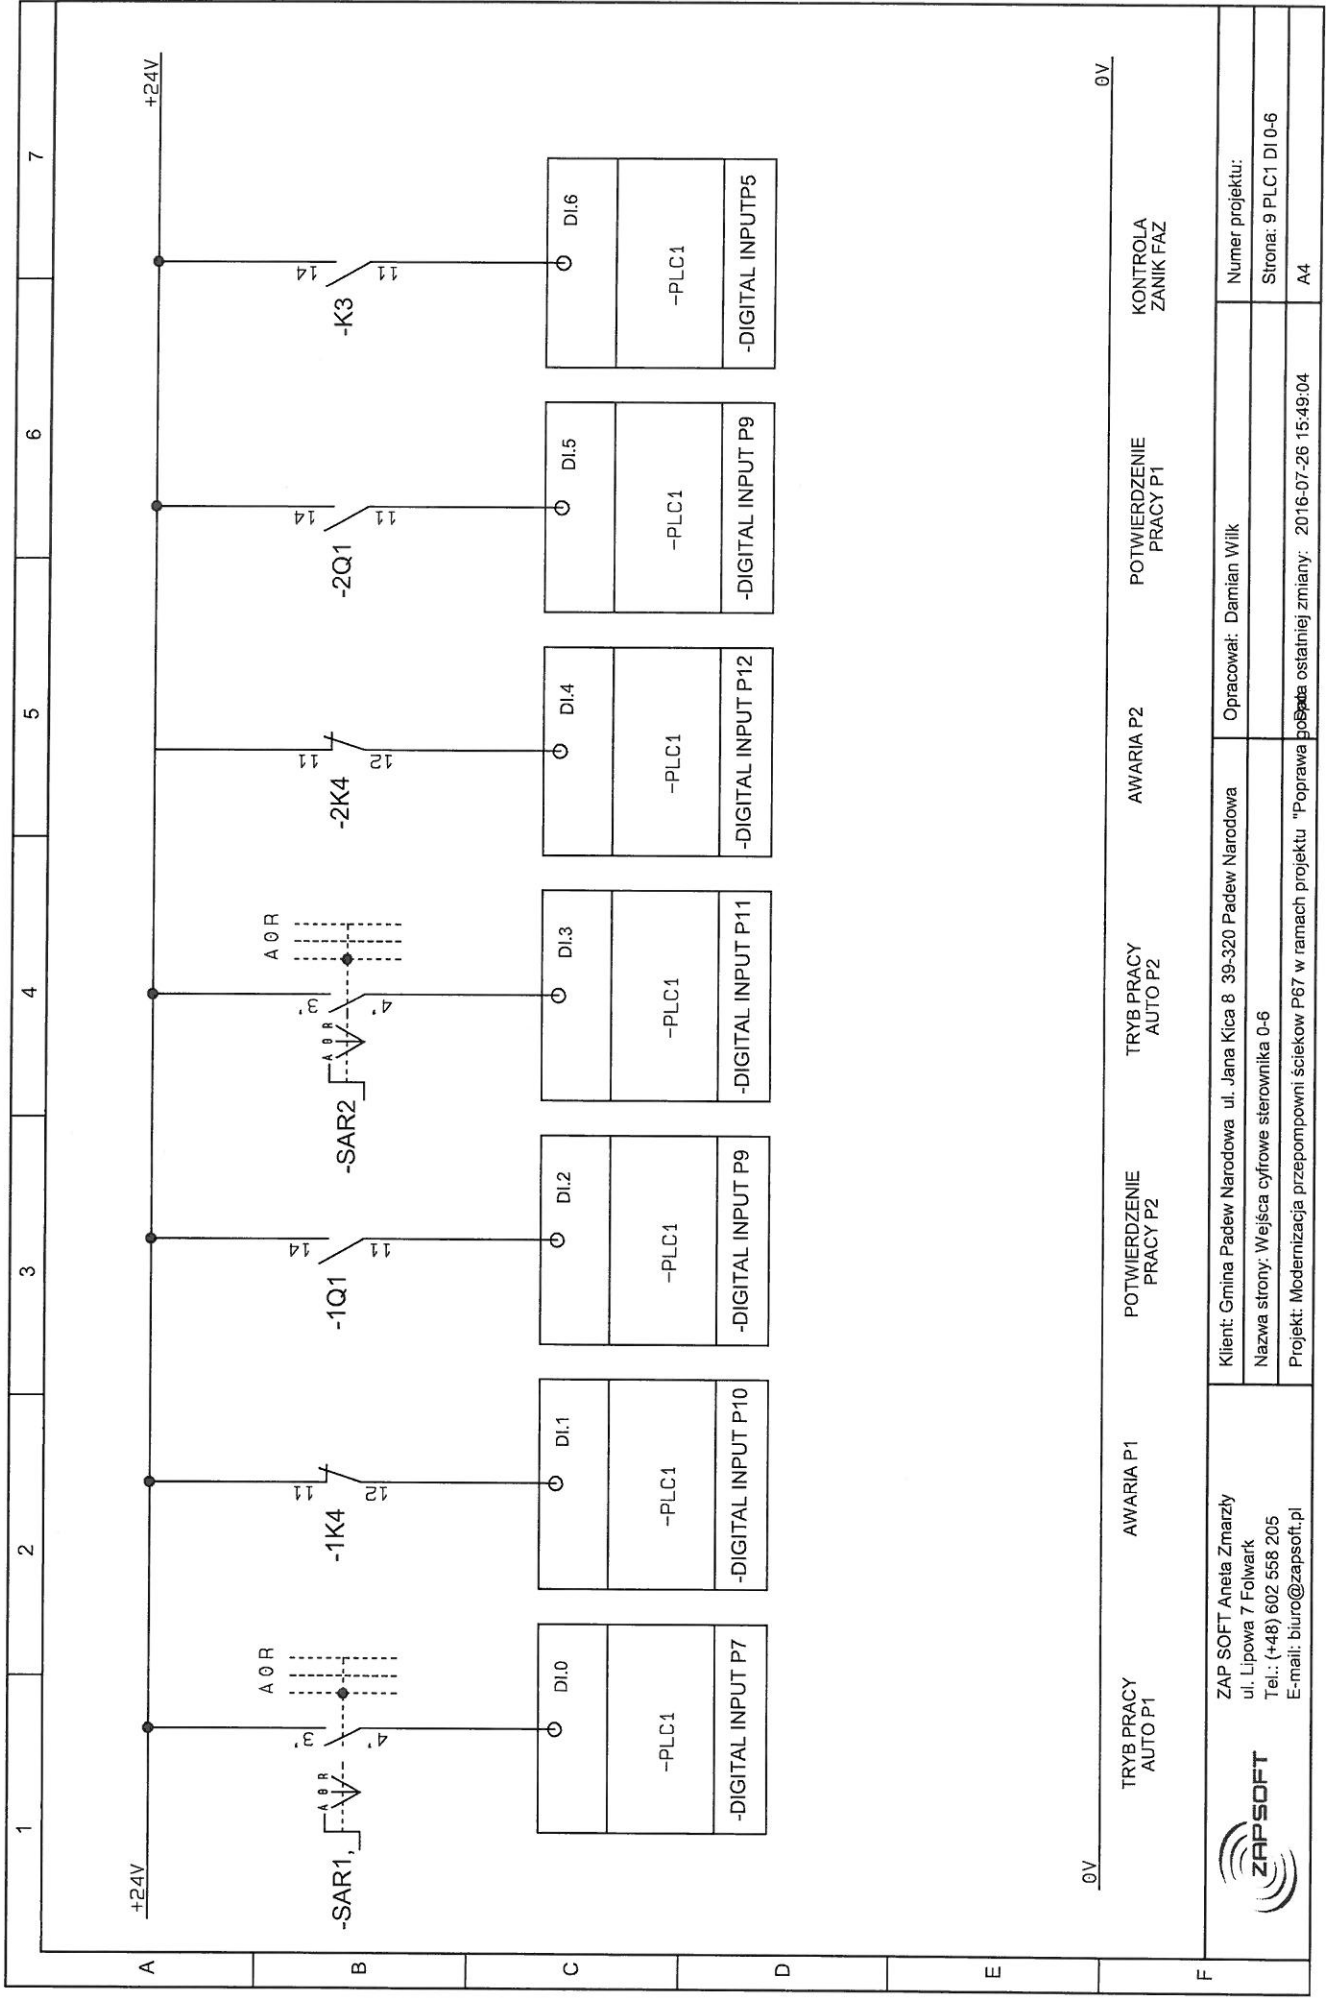 1
2
3
4
5
6
7
A
B
C
D
E
F
+24V
+24V
-SAR1,
A 0 R
A 0 R
3'
4'
-1K4
11
12
-1Q1
14
11
-SAR2
A 0 R
A 0 R
3'
4'
-2K4
11
12
-2Q1
14
11
-K3
14
11
DI.0
-PLC1
-DIGITAL INPUT P7
DI.1
-PLC1
-DIGITAL INPUT P10
DI.2
-PLC1
-DIGITAL INPUT P9
DI.3
-PLC1
-DIGITAL INPUT P11
DI.4
-PLC1
-DIGITAL INPUT P12
DI.5
-PLC1
-DIGITAL INPUT P9
DI.6
-PLC1
-DIGITAL INPUTP5
0V
0V
TRYB PRACY
AUTO P1
AWARIA P1
POTWIERDZENIE
PRACY P2
TRYB PRACY
AUTO P2
AWARIA P2
POTWIERDZENIE
PRACY P1
KONTROLA
ZANIK FAZ
ZAPSOFT
ZAP SOFT Aneta Zmarzły
ul. Lipowa 7 Folwark
Tel.: (+48) 602 558 205
E-mail: biuro@zapsoft.pl
Klient: Gmina Padew Narodowa ul. Jana Kica 8 39-320 Padew Narodowa
Nazwa strony: Wejśca cyfrowe sterownika 0-6
Projekt: Modernizacja przepompowni ściekow P67 w ramach projektu "Poprawa
Opracował: Damian Wilk
ostatniej zmiany: 2016-07-26 15:49:04
Numer projektu:
Strona: 9 PLC1 DI 0-6
A4